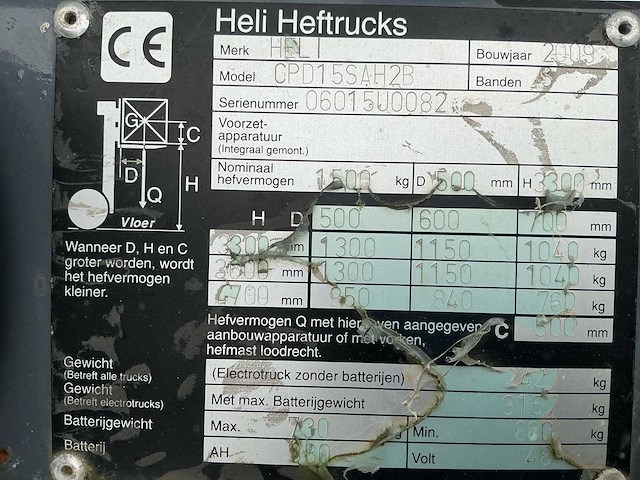 Heli Heftrucks
CE
Merk HELI Bouwjaar 2009
Model CPD15SAH2B Banden
Serienummer 06015U0082
Voorzet-
apparatuur
(Integraal gemont.)
Nominaal
hefvermogen 1500 kg D 500 mm H 3300 mm
G C
D H
Q
Vloer
H D 500 600 700 mm
3300 mm 1300 1150 1040 kg
mm 1300 1150 1040 kg
mm 840 760 kg
Wanneer D, H en C
groter worden, wordt
het hefvermogen
kleiner.
Hefvermogen Q met aangegeven C 500 mm
aanbouwapparatuur of met vorken,
hefmast loodrecht.
Gewicht
(Betreft alle trucks) (Electrotruck zonder batterijen) kg
Gewicht
(Betreft electrotrucks) Met max. Batterijgewicht kg
Batterijgewicht Max. 730 kg Min. kg
Batterij AH Volt